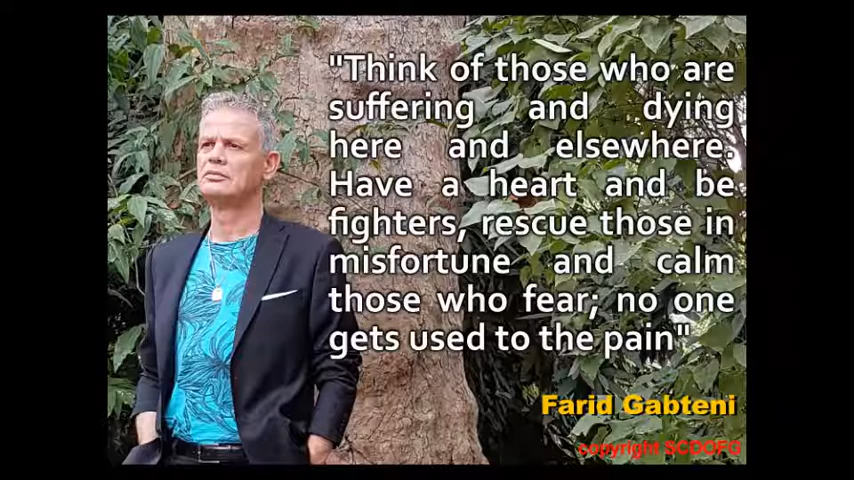 "Think of those who are
suffering and dying
here and elsewhere.
Have a heart and be
fighters, rescue those in
misfortune and calm
those who fear; no one
gets used to the pain"
Farid Gabteni
copyright SCDOFG